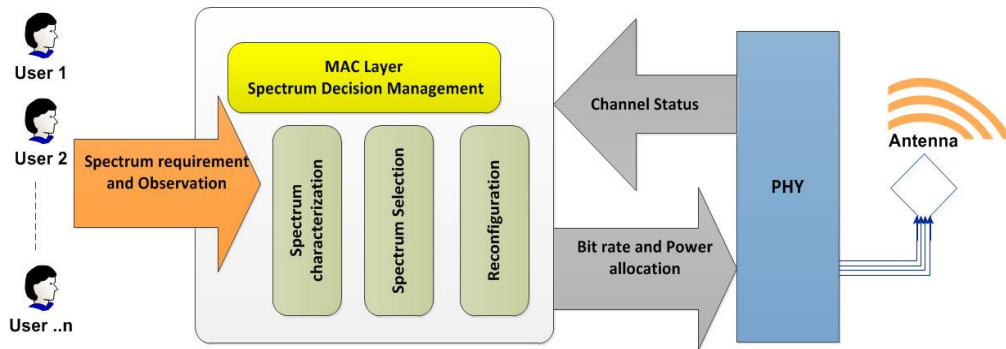 User 1
User 2
User ..n
Spectrum requirement
and Observation
MAC Layer
Spectrum Decision Management
Spectrum
characterization
Spectrum Selection
Reconfiguration
Channel Status
Bit rate and Power
allocation
PHY
Antenna